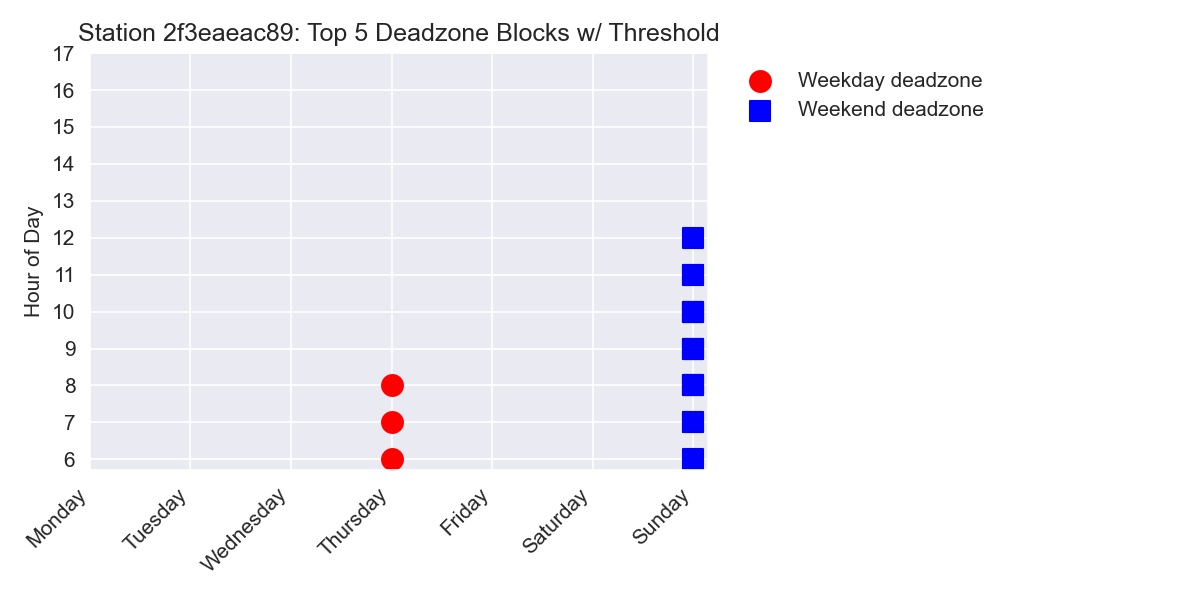 Station 2f3eaeac89: Top 5 Deadzone Blocks w/ Threshold
17
16
15
14
13
12
11
10
9
8
7
6
Hour of Day
Monday
Tuesday
Wednesday
Thursday
Friday
Saturday
Sunday
Weekday deadzone
Weekend deadzone